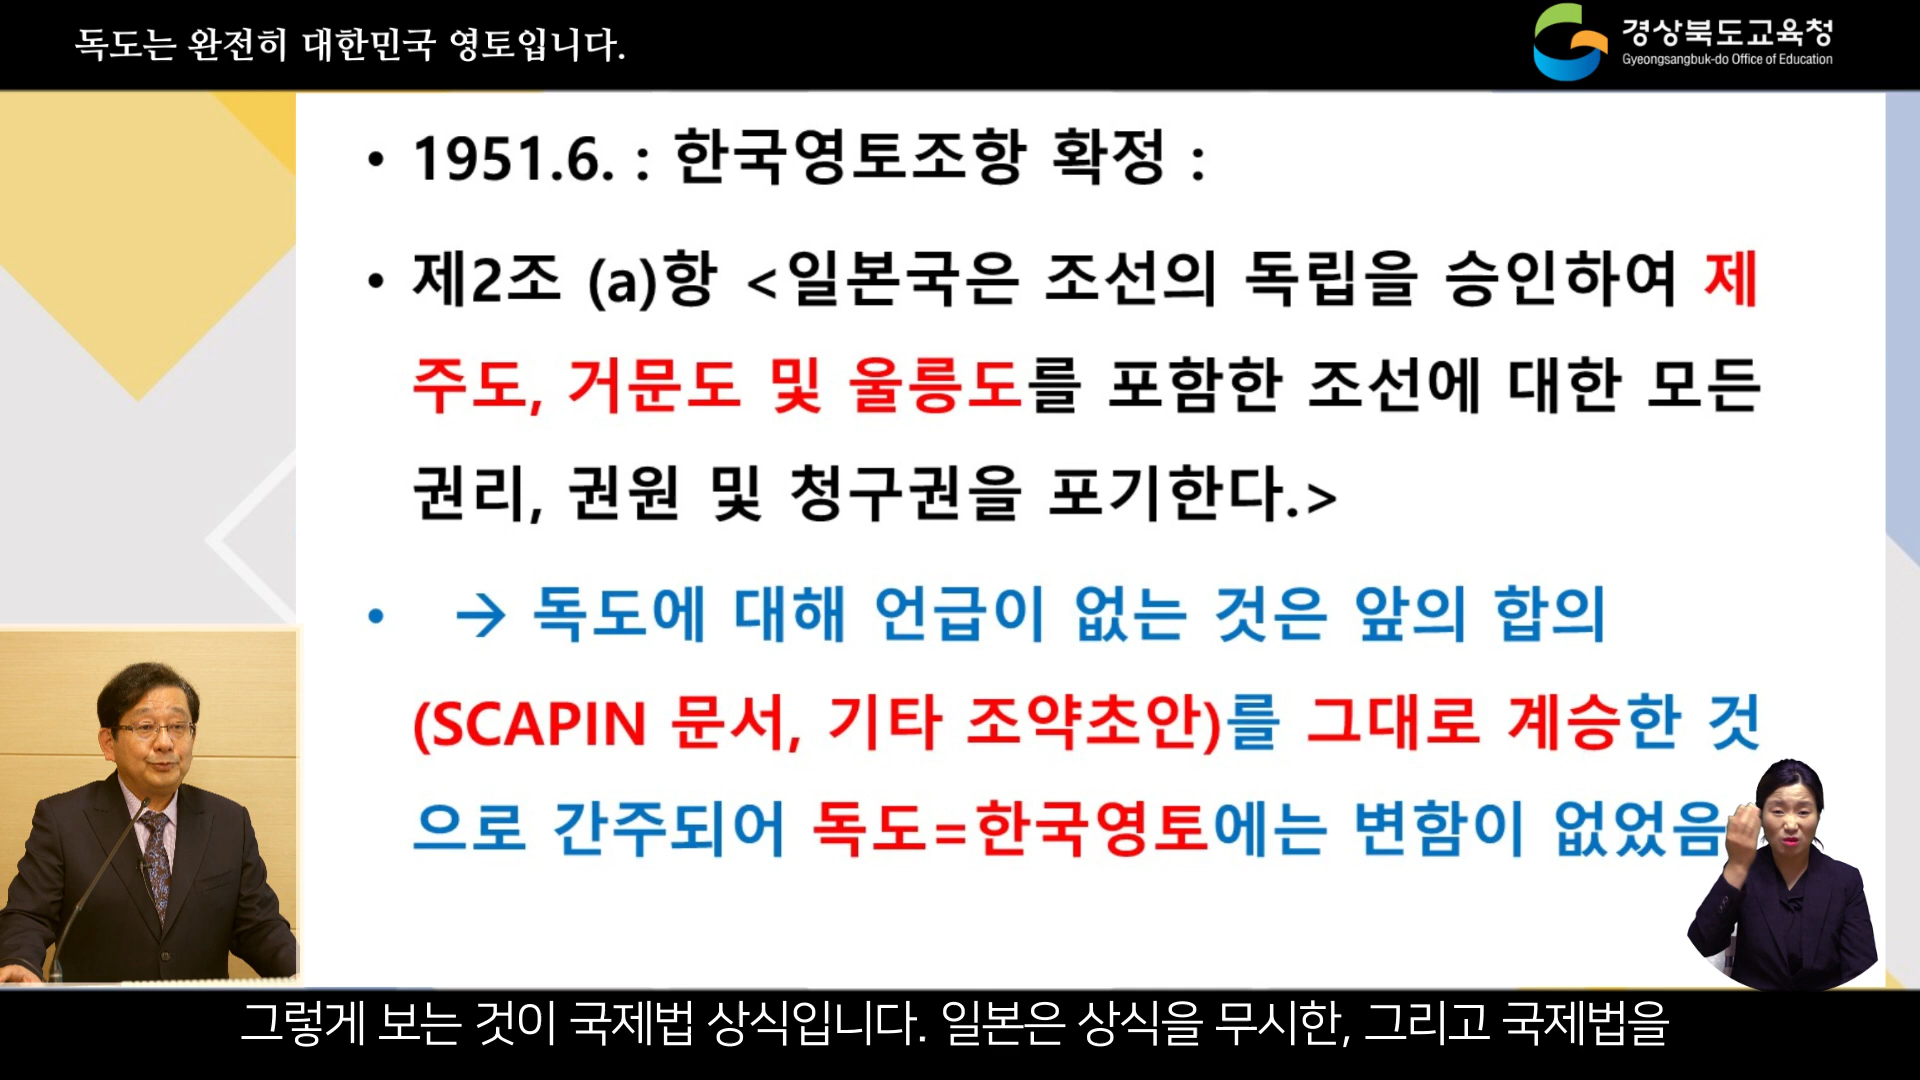 독도는 완전히 대한민국 영토입니다.
경상북도교육청
Gyeongsangbuk-do Office of Education
• 1951.6. : 한국영토조항 확정 :
• 제2조 (a)항 <일본국은 조선의 독립을 승인하여 제
주도, 거문도 및 울릉도를 포함한 조선에 대한 모든
권리, 권원 및 청구권을 포기한다.>
• → 독도에 대해 언급이 없는 것은 앞의 합의
(SCAPIN 문서, 기타 조약초안)를 그대로 계승한 것
으로 간주되어 독도=한국영토에는 변함이 없었음
그렇게 보는 것이 국제법 상식입니다. 일본은 상식을 무시한, 그리고 국제법을